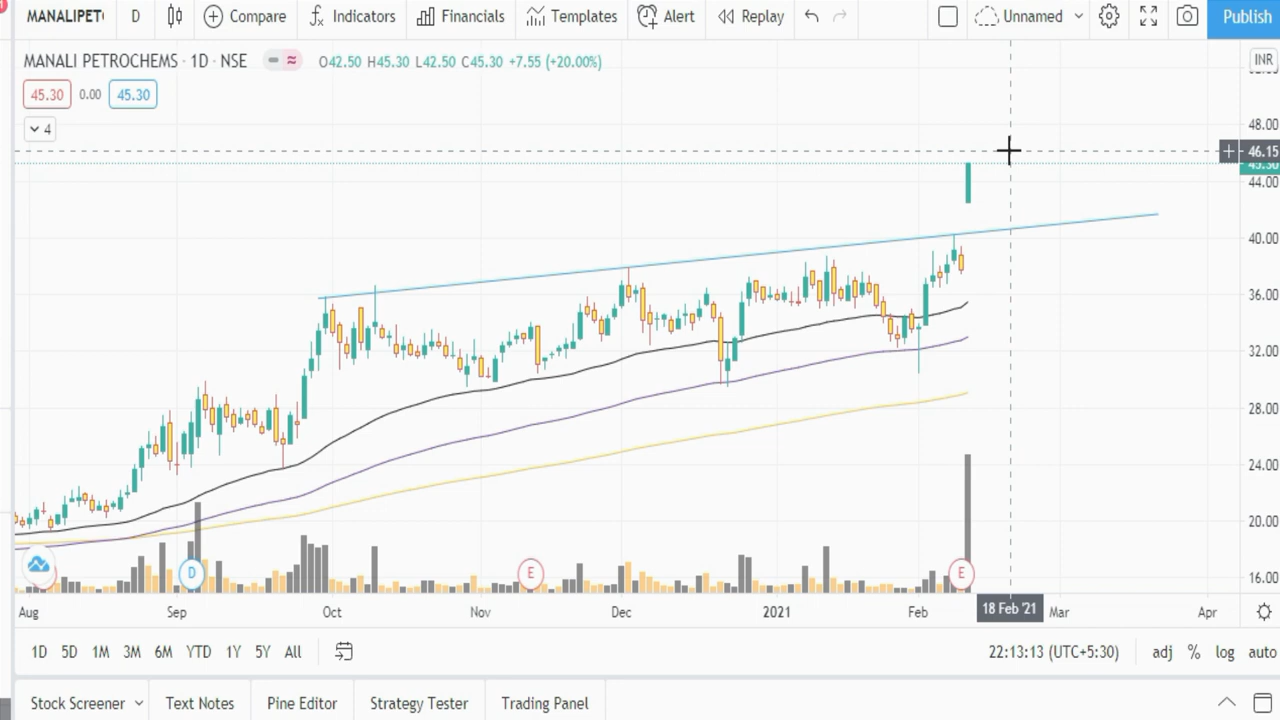 MANALIPET D Compare Indicators Financials Templates Alert Replay Unnamed Publish
MANALI PETROCHEMS · 1D · NSE O42.50 H45.30 L42.50 C45.30 +7.55 (+20.00%) INR
45.30 0.00 45.30
4
48.00
46.15
45.30
44.00
40.00
36.00
32.00
28.00
24.00
20.00
16.00
D E E
Aug Sep Oct Nov Dec 2021 Feb 18 Feb '21 Mar Apr
1D 5D 1M 3M 6M YTD 1Y 5Y All 22:13:13 (UTC+5:30) adj % log auto
Stock Screener Text Notes Pine Editor Strategy Tester Trading Panel